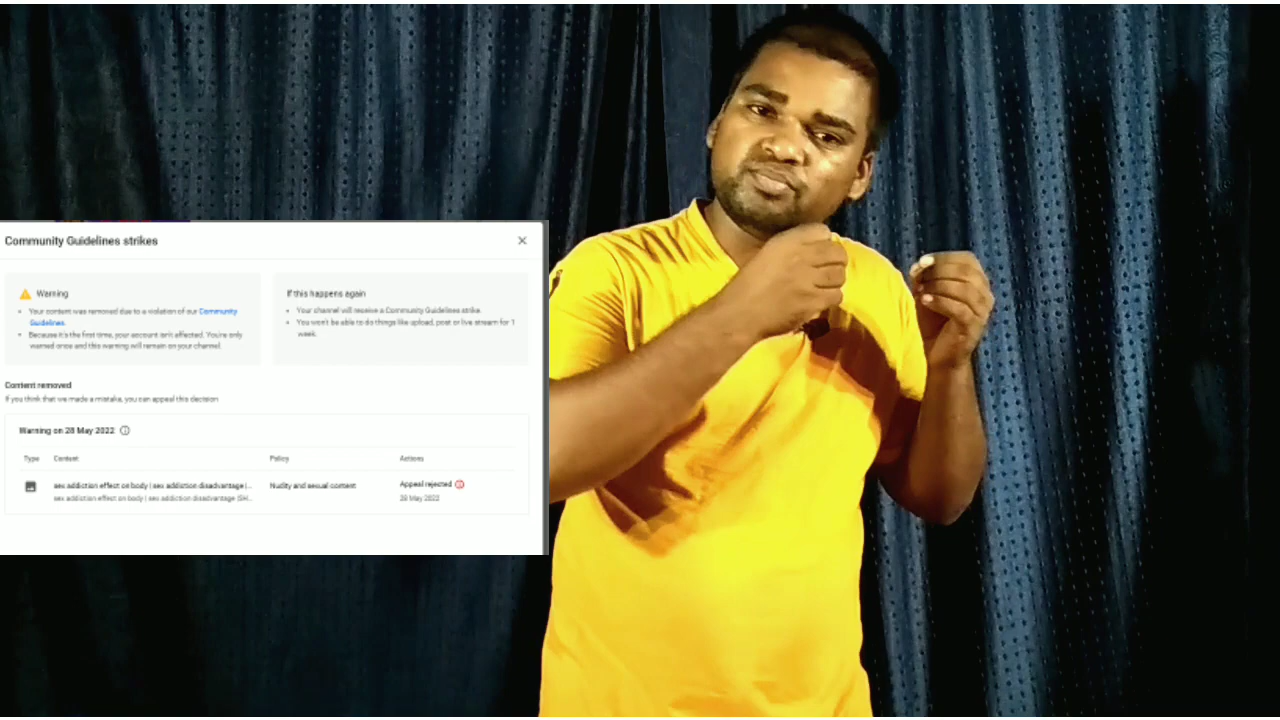 Community Guidelines strikes
Warning
Your content was removed due to a violation of our Community
Guidelines.
Because it's the first time, your account isn't affected. You're only
warned once and this warning will remain on your channel.
If this happens again
Your channel will receive a Community Guidelines strike.
You won't be able to do things like upload, post or live stream for 1
week.
Content removed
If you think that we made a mistake, you can appeal this decision
Warning on 28 May 2022
Type Content Policy Actions
sex addiction effect on body | sex addiction disadvantage |... Nudity and sexual content Appeal rejected
sex addiction effect on body | sex addiction disadvantage (SH... 28 May 2022